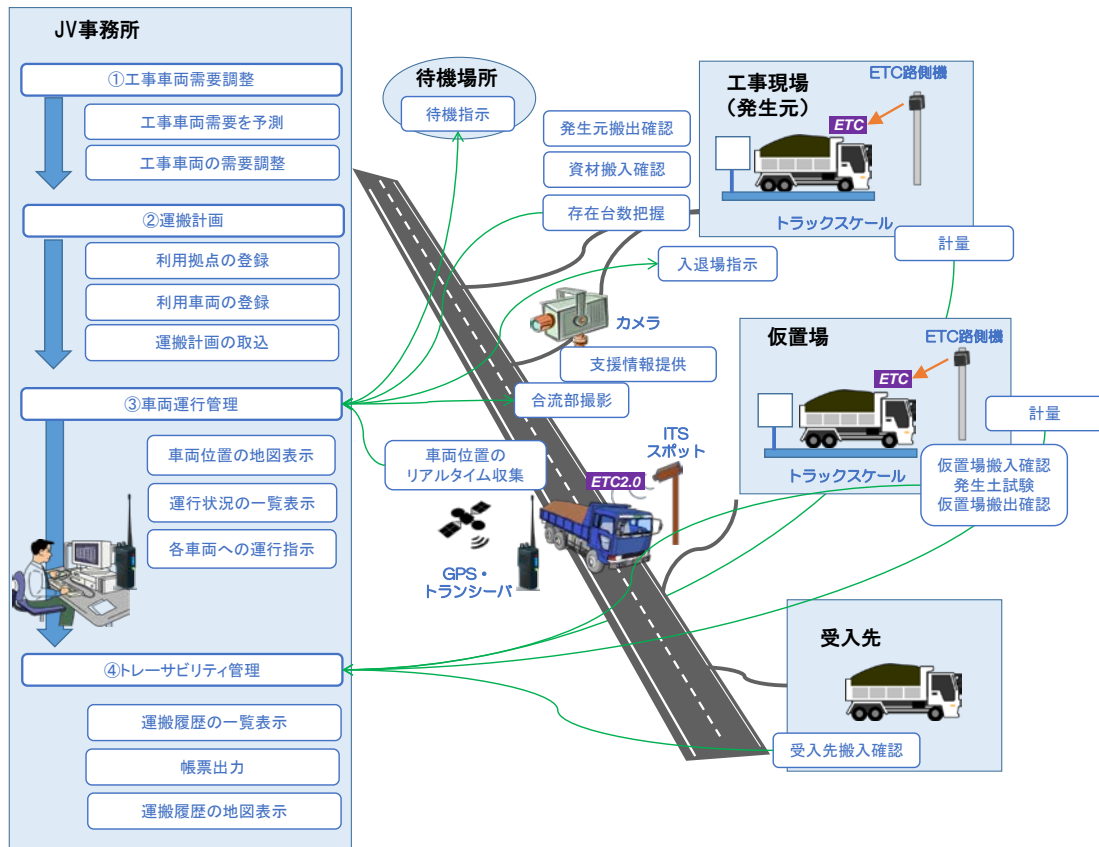 JV事務所
①工事車両需要調整
工事車両需要を予測
工事車両の需要調整
②運搬計画
利用拠点の登録
利用車両の登録
運搬計画の取込
③車両運行管理
車両位置の地図表示
運行状況の一覧表示
各車両への運行指示
④トレーサビリティ管理
運搬履歴の一覧表示
帳票出力
運搬履歴の地図表示
待機場所
待機指示
発生元搬出確認
資材搬入確認
存在台数把握
入退場指示
カメラ
支援情報提供
合流部撮影
車両位置の
リアルタイム収集
GPS・
トランシーバ
ETC2.0
ITS
スポット
工事現場
（発生元）
ETC路側機
ETC
トラックスケール
計量
仮置場
ETC路側機
ETC
トラックスケール
計量
仮置場搬入確認
発生土試験
仮置場搬出確認
受入先
受入先搬入確認